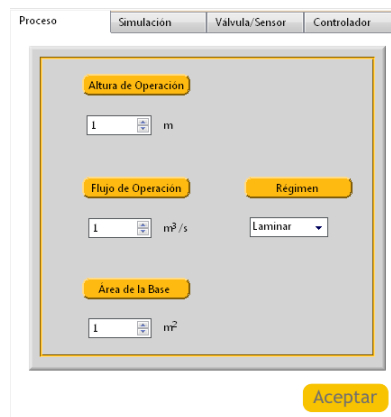 Proceso Simulación Válvula/Sensor Controlador
Altura de Operación
1 m
Flujo de Operación Régimen
1 m³/s Laminar
Área de la Base
1 m²
Aceptar